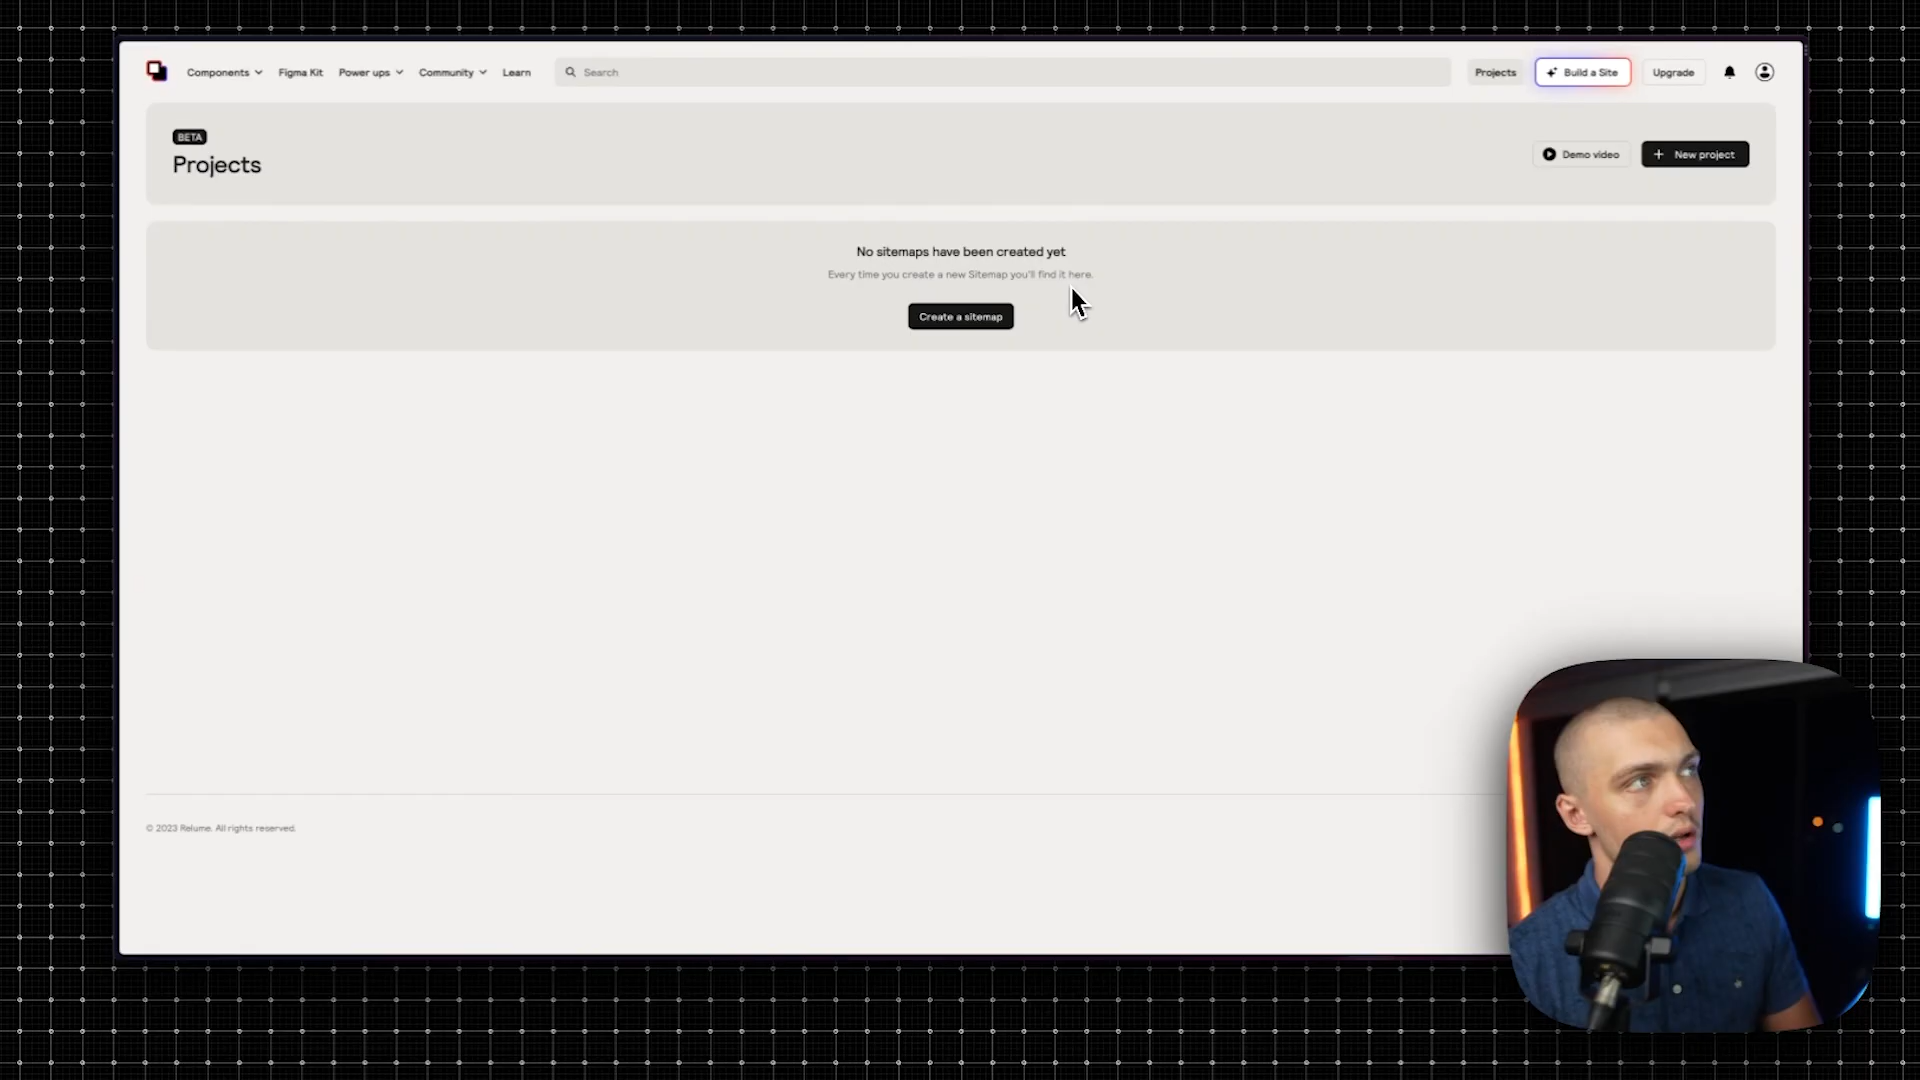 Components Figma Kit Power ups Community Learn Search Projects Build a Site Upgrade
BETA
Projects
Demo video + New project
No sitemaps have been created yet
Every time you create a new Sitemap you'll find it here.
Create a sitemap
© 2023 Relume. All rights reserved.